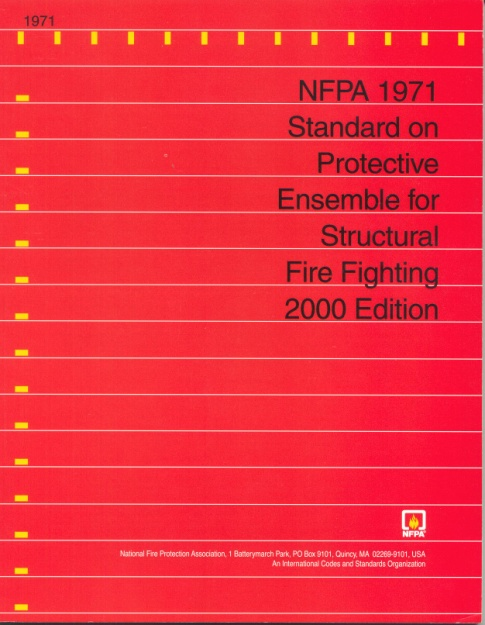 1971
NFPA 1971
Standard on
Protective
Ensemble for
Structural
Fire Fighting
2000 Edition
NFPA®
National Fire Protection Association, 1 Batterymarch Park, PO Box 9101, Quincy, MA 02269-9101, USA
An International Codes and Standards Organization